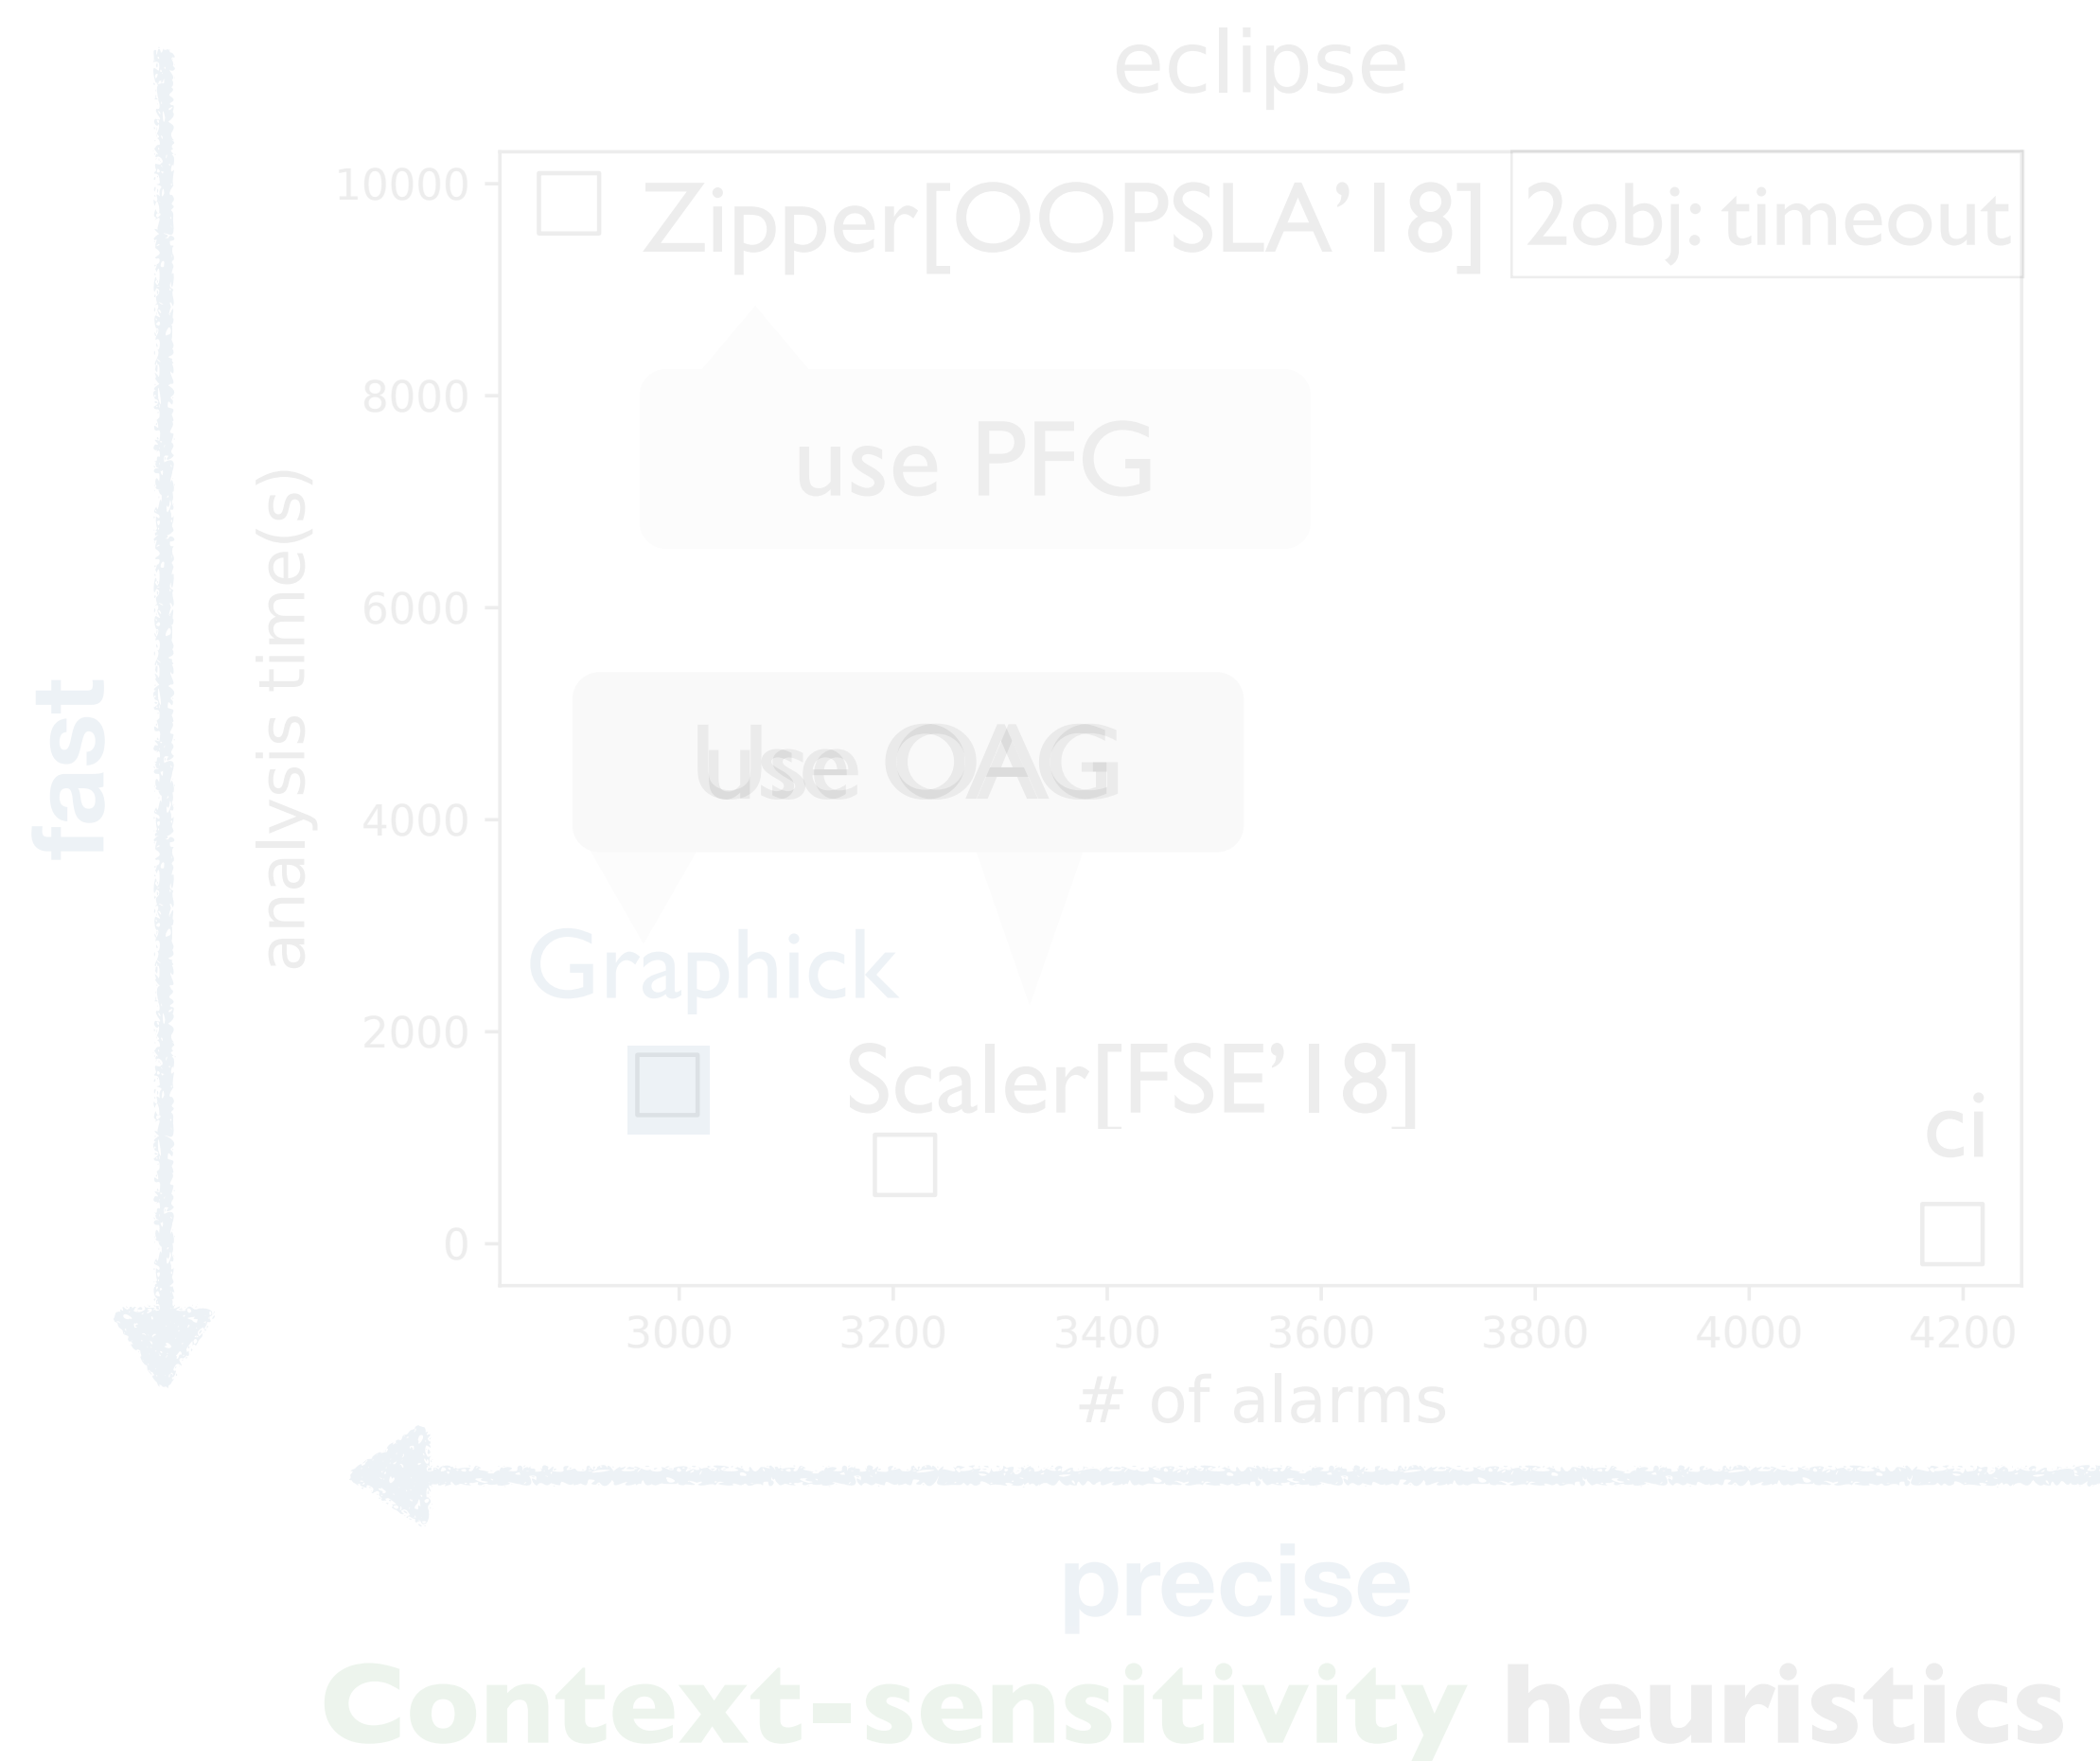 eclipse
10000
Zipper[OOPSLA’18]
2obj: timeout
8000
use PFG
6000
analysis time(s)
fast
Use OAG
4000
Graphick
2000
Scaler[FSE’18]
ci
0
3000 3200 3400 3600 3800 4000 4200
# of alarms
precise
Context-sensitivity heuristics